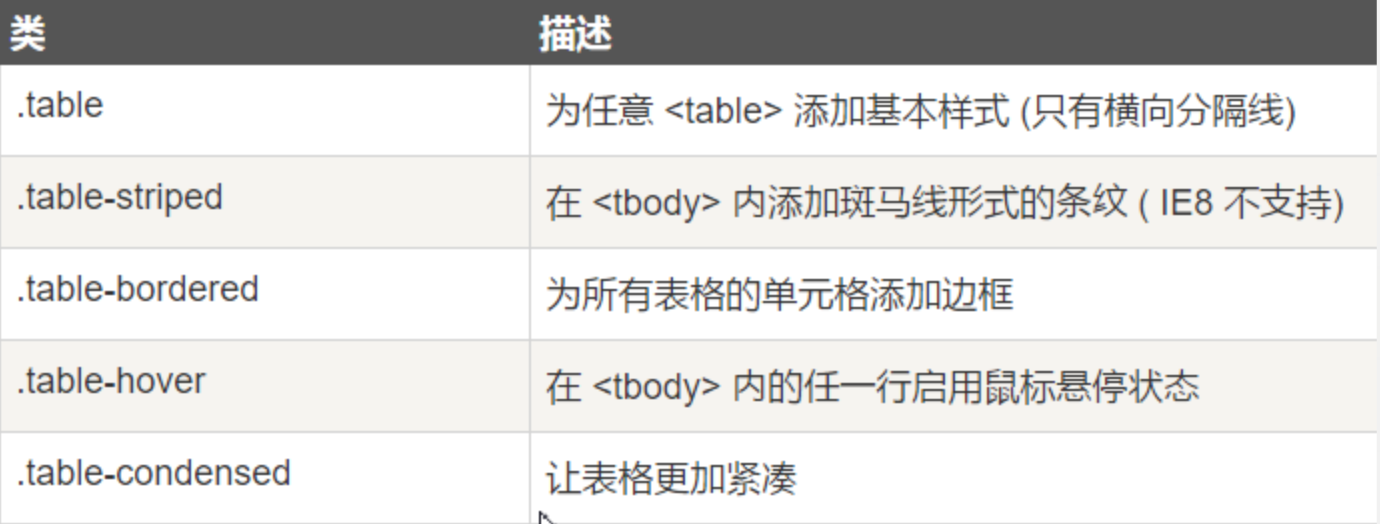 类 描述
.table 为任意 <table> 添加基本样式 (只有横向分隔线)
.table-striped 在 <tbody> 内添加斑马线形式的条纹 ( IE8 不支持)
.table-bordered 为所有表格的单元格添加边框
.table-hover 在 <tbody> 内的任一行启用鼠标悬停状态
.table-condensed 让表格更加紧凑